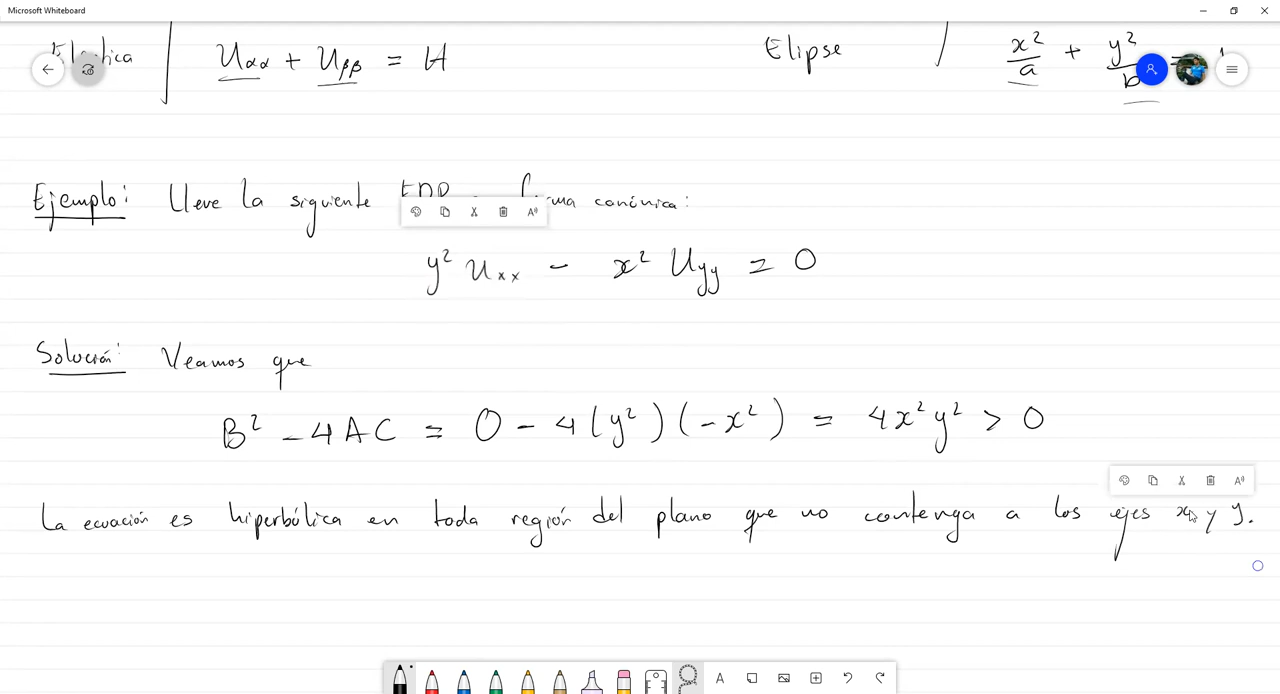 Microsoft Whiteboard
Uαα + Uββ = H Elipse x²/a + y²/b =
Ejemplo: Lleve la siguiente EDP forma canónica:
y² Uxx - x² Uyy = 0
Solución: Veamos que
B² - 4AC = 0 - 4(y²)(-x²) = 4x²y² > 0
La ecuación es hiperbólica en toda región del plano que no contenga a los ejes x y y.